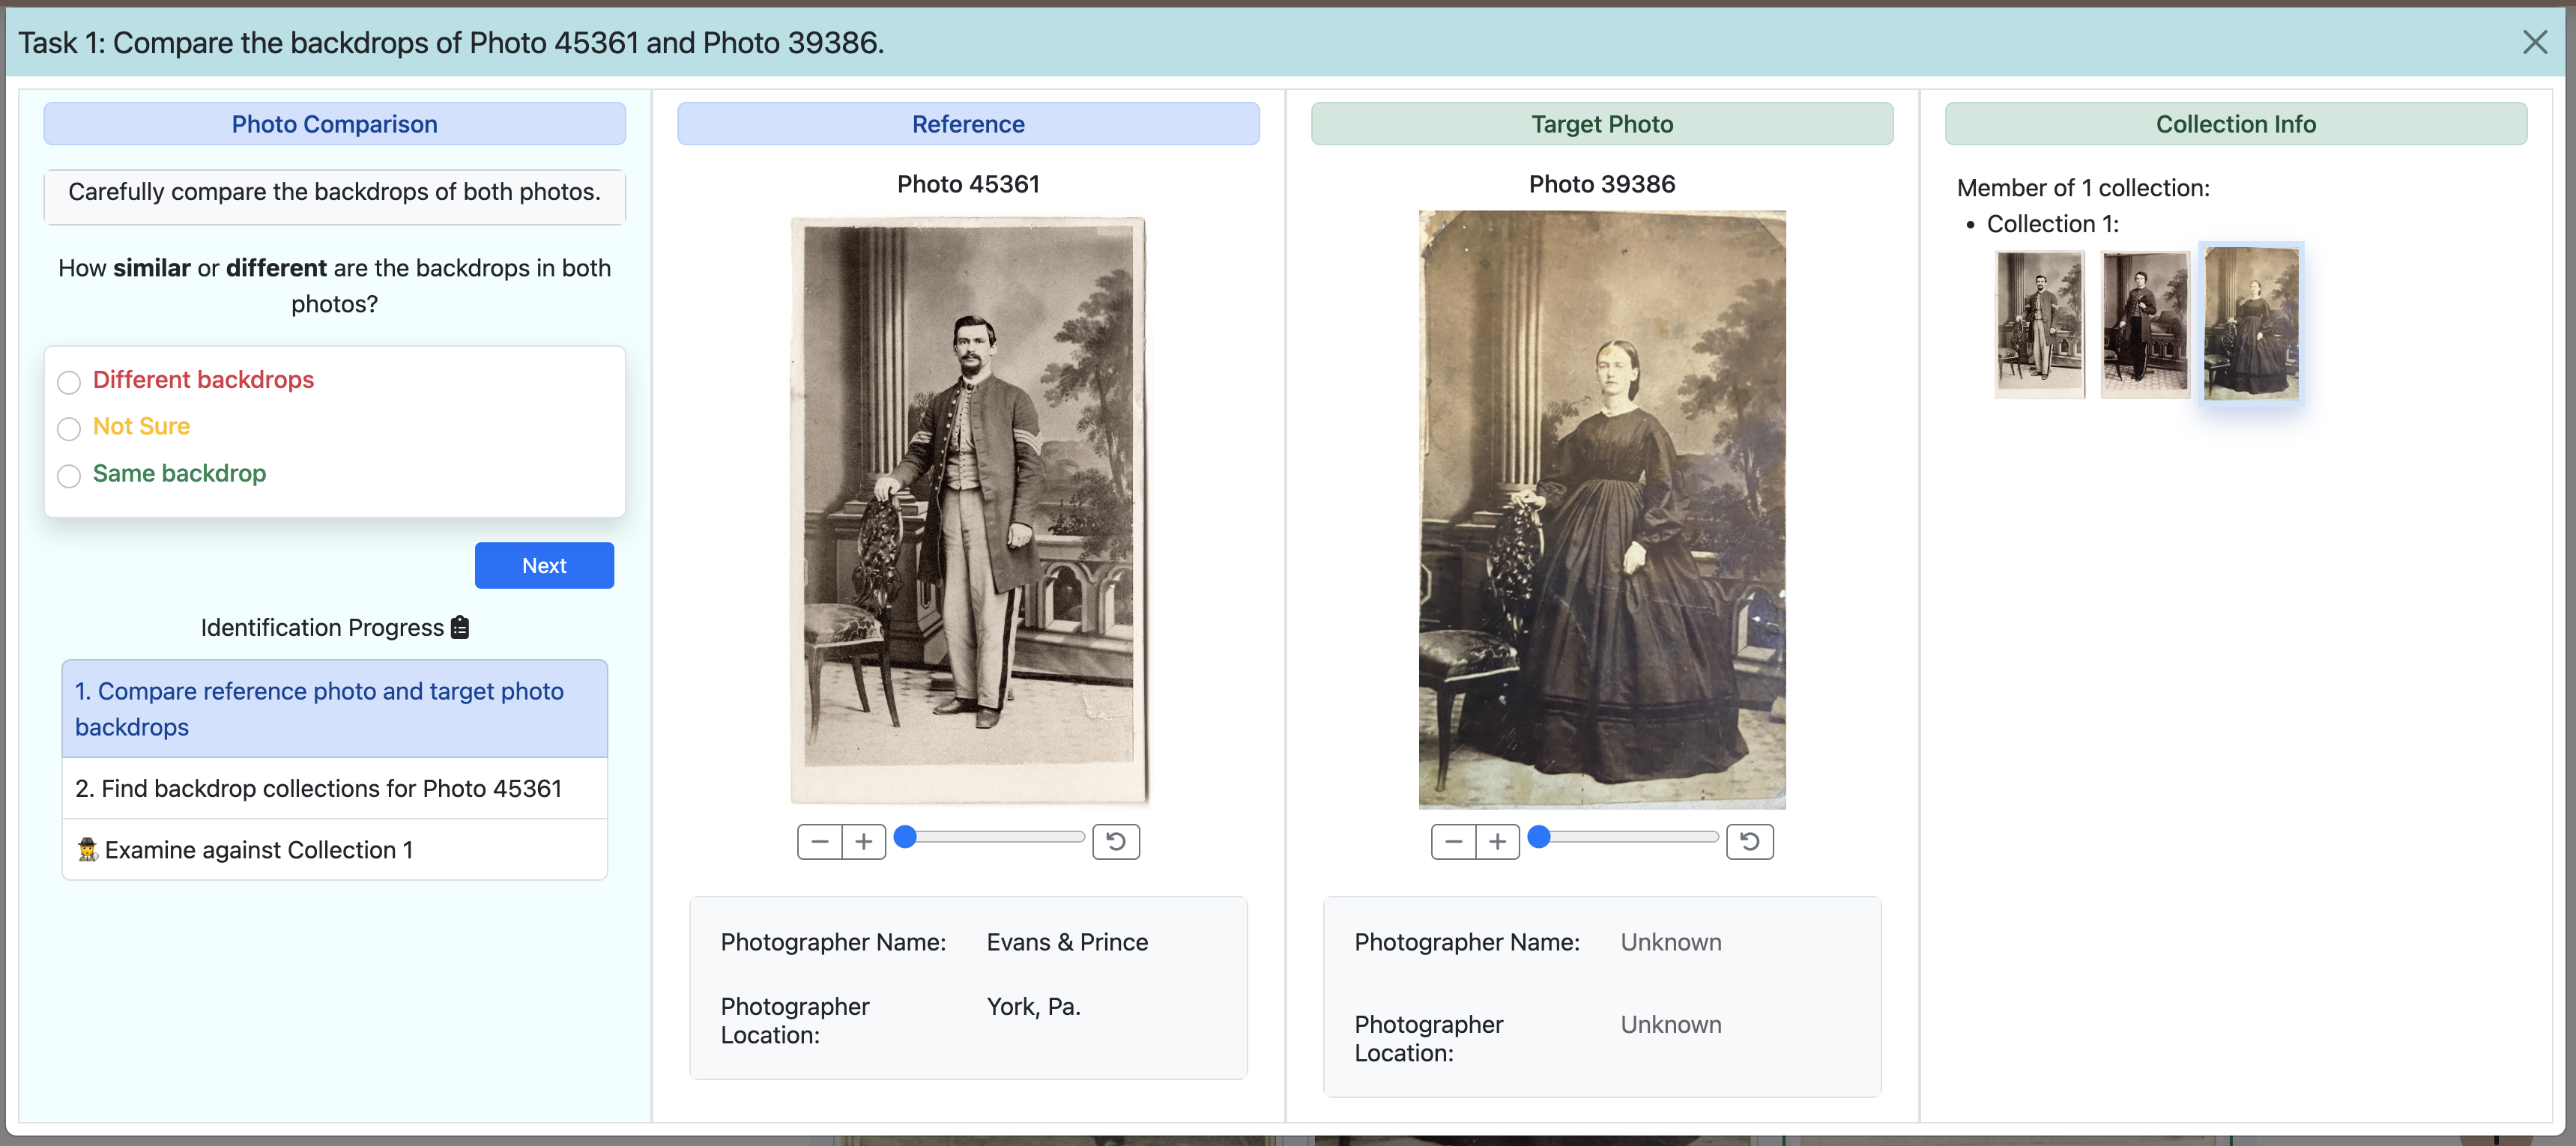 Task 1: Compare the backdrops of Photo 45361 and Photo 39386.
Photo Comparison
Carefully compare the backdrops of both photos.
How similar or different are the backdrops in both
photos?
Different backdrops
Not Sure
Same backdrop
Next
Identification Progress
1. Compare reference photo and target photo
backdrops
2. Find backdrop collections for Photo 45361
Examine against Collection 1
Reference
Photo 45361
Photographer Name: Evans & Prince
Photographer
Location:
York, Pa.
Target Photo
Photo 39386
Photographer Name: Unknown
Photographer
Location:
Unknown
Collection Info
Member of 1 collection:
• Collection 1: